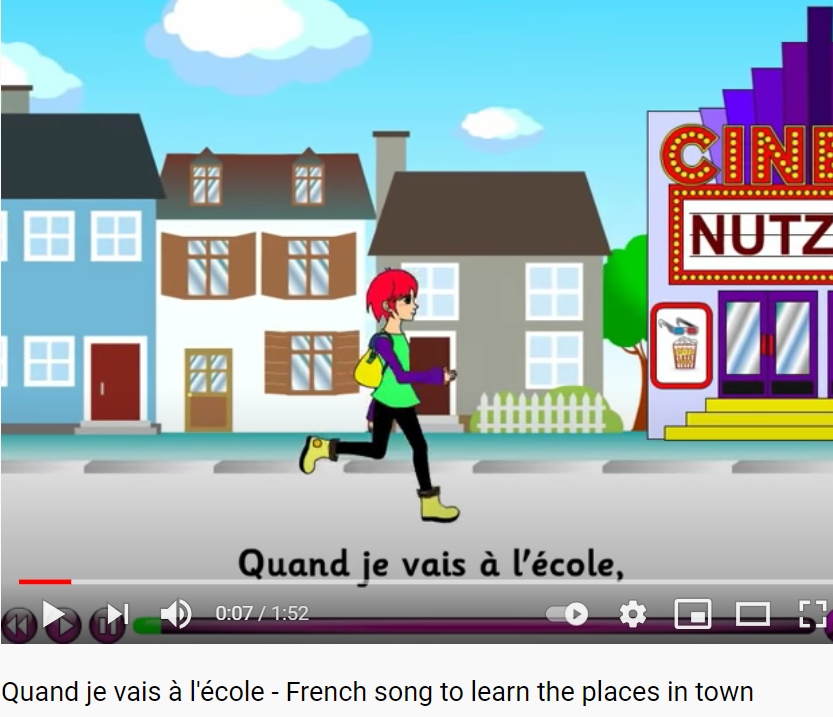 CINE
NUTZ
Quand je vais à l'école,
0:07 / 1:52
Quand je vais à l'école - French song to learn the places in town